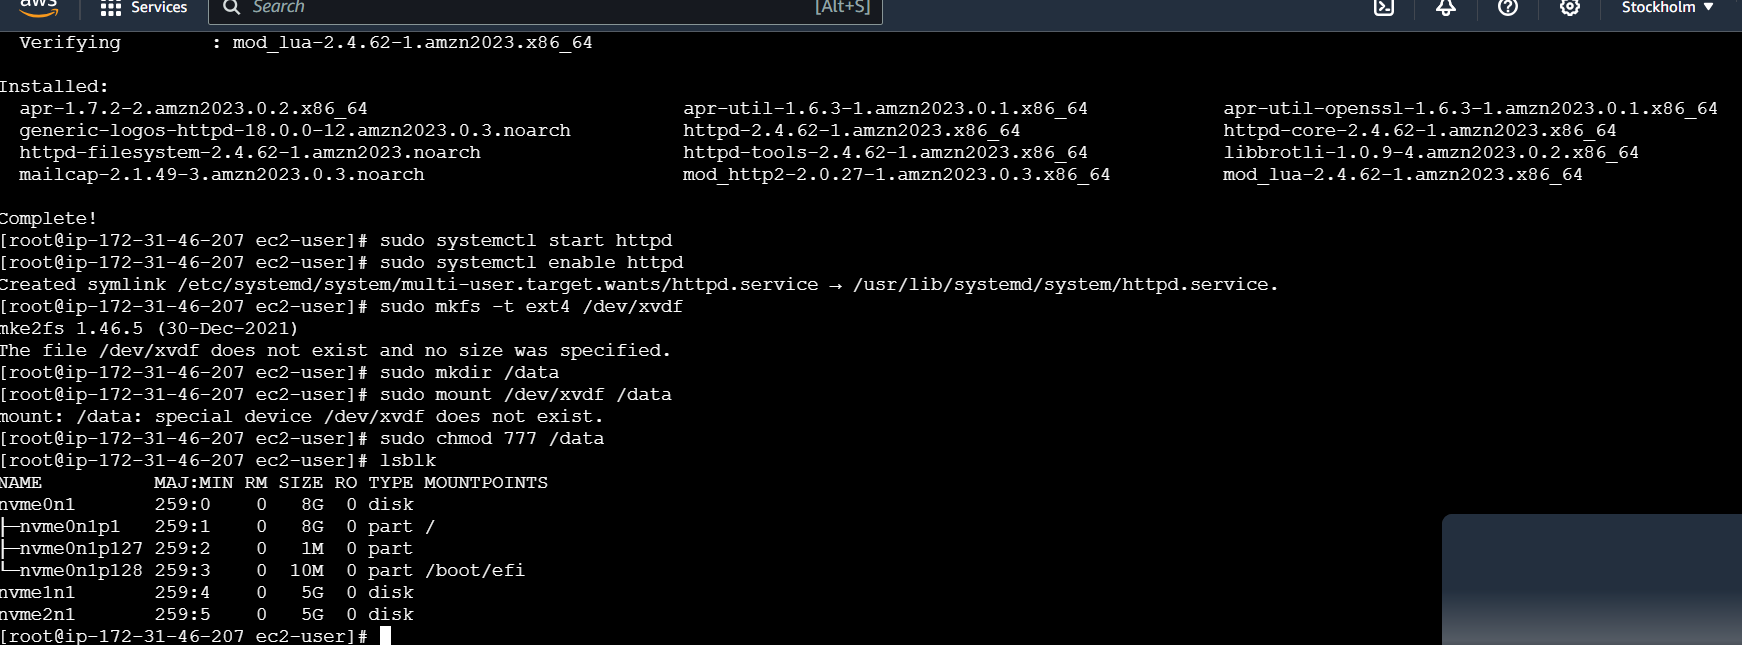 aws Services Search [Alt+S] Stockholm ▼
Verifying : mod_lua-2.4.62-1.amzn2023.x86_64
Installed:
apr-1.7.2-2.amzn2023.0.2.x86_64 apr-util-1.6.3-1.amzn2023.0.1.x86_64 apr-util-openssl-1.6.3-1.amzn2023.0.1.x86_64
generic-logos-httpd-18.0.0-12.amzn2023.0.3.noarch httpd-2.4.62-1.amzn2023.x86_64 httpd-core-2.4.62-1.amzn2023.x86_64
httpd-filesystem-2.4.62-1.amzn2023.noarch httpd-tools-2.4.62-1.amzn2023.x86_64 libbrotli-1.0.9-4.amzn2023.0.2.x86_64
mailcap-2.1.49-3.amzn2023.0.3.noarch mod_http2-2.0.27-1.amzn2023.0.3.x86_64 mod_lua-2.4.62-1.amzn2023.x86_64
Complete!
[root@ip-172-31-46-207 ec2-user]# sudo systemctl start httpd
[root@ip-172-31-46-207 ec2-user]# sudo systemctl enable httpd
Created symlink /etc/systemd/system/multi-user.target.wants/httpd.service → /usr/lib/systemd/system/httpd.service.
[root@ip-172-31-46-207 ec2-user]# sudo mkfs -t ext4 /dev/xvdf
mke2fs 1.46.5 (30-Dec-2021)
The file /dev/xvdf does not exist and no size was specified.
[root@ip-172-31-46-207 ec2-user]# sudo mkdir /data
[root@ip-172-31-46-207 ec2-user]# sudo mount /dev/xvdf /data
mount: /data: special device /dev/xvdf does not exist.
[root@ip-172-31-46-207 ec2-user]# sudo chmod 777 /data
[root@ip-172-31-46-207 ec2-user]# lsblk
NAME MAJ:MIN RM SIZE RO TYPE MOUNTPOINTS
nvme0n1 259:0 0 8G 0 disk
├─nvme0n1p1 259:1 0 8G 0 part /
├─nvme0n1p127 259:2 0 1M 0 part
└─nvme0n1p128 259:3 0 10M 0 part /boot/efi
nvme1n1 259:4 0 5G 0 disk
nvme2n1 259:5 0 5G 0 disk
[root@ip-172-31-46-207 ec2-user]#